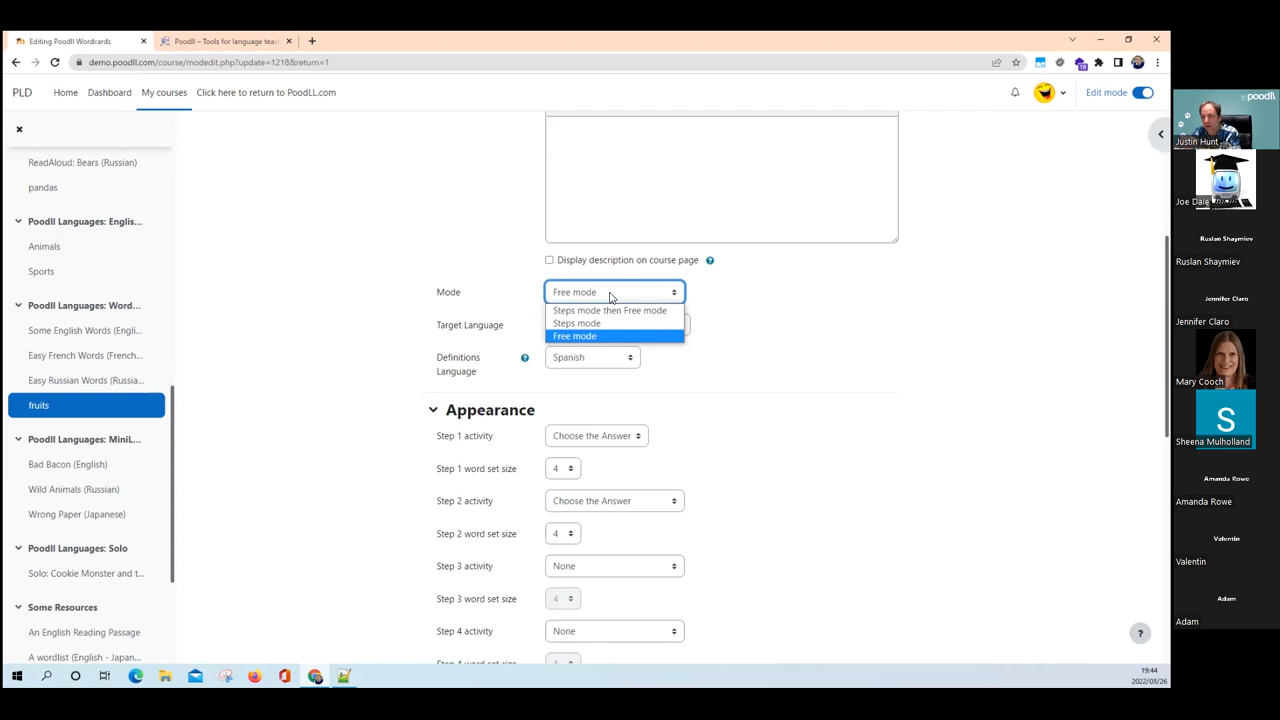 Editing Poodll Wordcards
Poodll – Tools for language teac
demo.poodll.com/course/modedit.php?update=1218&return=1
18
PLD
Home
Dashboard
My courses
Click here to return to PoodLL.com
Edit mode
ReadAloud: Bears (Russian)
pandas
Poodll Languages: Englis...
Animals
Sports
Poodll Languages: Word...
Some English Words (Engli...
Easy French Words (Frenc...
Easy Russian Words (Russia...
fruits
Poodll Languages: MiniL...
Bad Bacon (English)
Wild Animals (Russian)
Wrong Paper (Japanese)
Poodll Languages: Solo
Solo: Cookie Monster and t...
Some Resources
An English Reading Passage
A wordlist (English - Japan...
Display description on course page
Mode
Free mode
Steps mode then Free mode
Steps mode
Free mode
Target Language
Definitions
Language
Spanish
Appearance
Step 1 activity
Choose the Answer
Step 1 word set size
4
Step 2 activity
Choose the Answer
Step 2 word set size
4
Step 3 activity
None
Step 3 word set size
4
Step 4 activity
None
Step 4 word set size
4
?
19:44
2022/03/26
poodll
Justin Hunt
Joe Dale
Ruslan Shaymiev
Ruslan Shaymiev
Jennifer Claro
Jennifer Claro
Mary Cooch
S
Sheena Mulholland
Amanda Rowe
Amanda Rowe
Valentin
Valentin
Adam
Adam